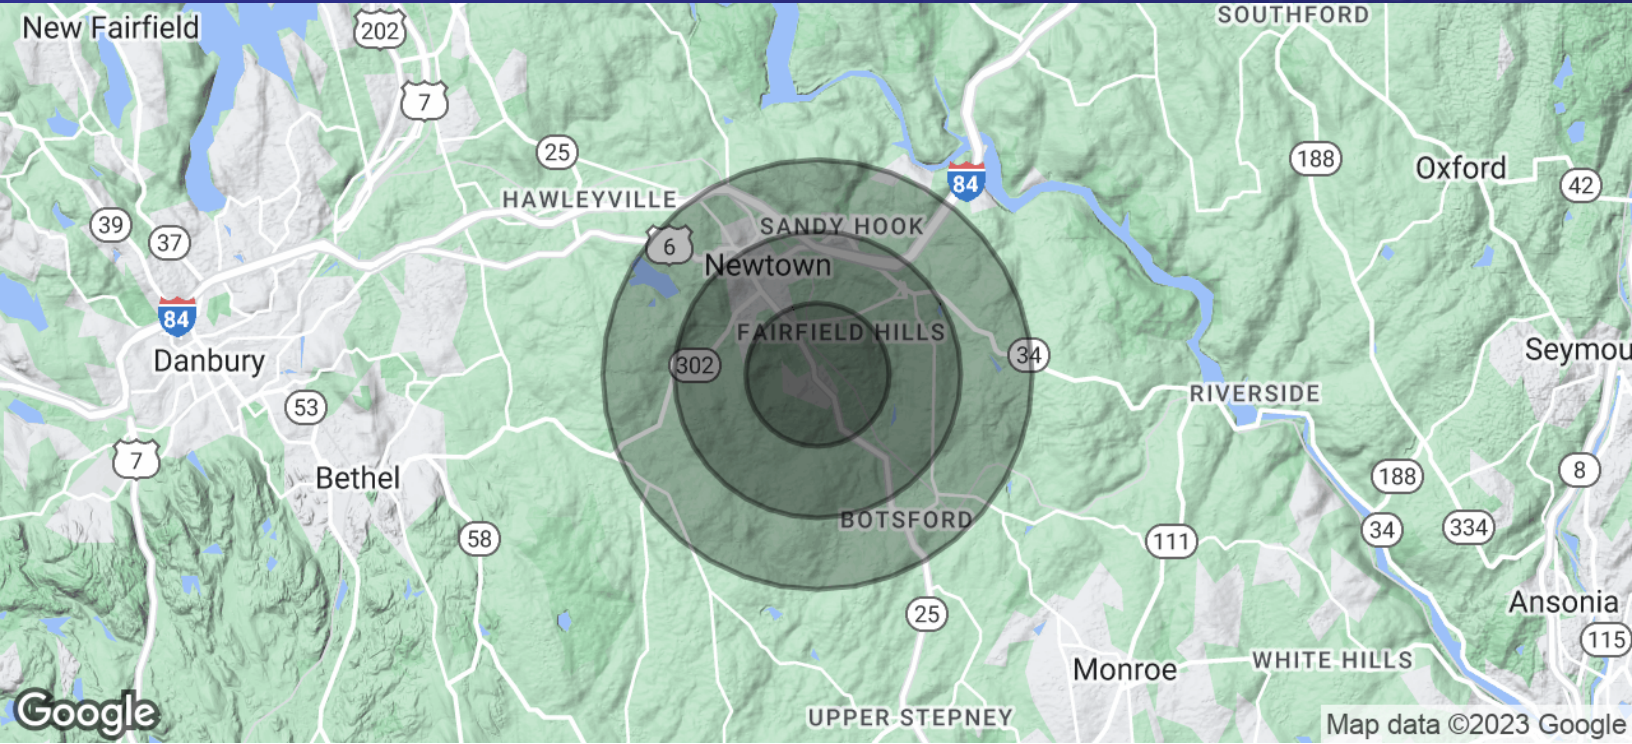 New Fairfield
202
SOUTHFORD
7
25
188
Oxford
84
42
HAWLEYVILLE
39
37
SANDY HOOK
6
Newtown
84
FAIRFIELD HILLS
Danbury
302
34
Seymou
RIVERSIDE
53
7
Bethel
188
8
BOTSFORD
58
111
34
334
Ansonia
25
115
Monroe
WHITE HILLS
Google
UPPER STEPNEY
Map data ©2023 Google